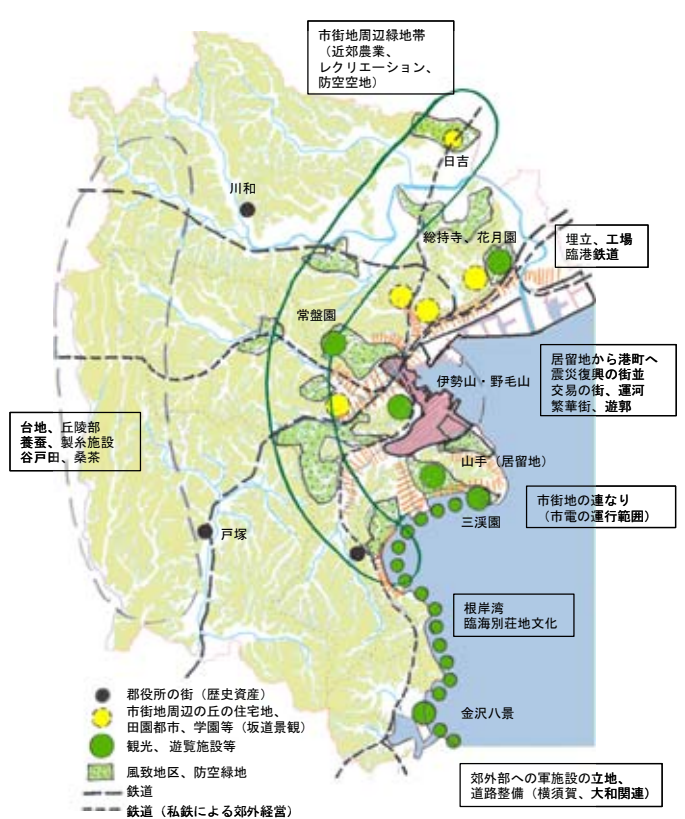 市街地周辺緑地帯
（近郊農業、
レクリエーション、
防空空地）
日吉
川和
総持寺、花月園
埋立、工場
臨港鉄道
常盤園
居留地から港町へ
震災復興の街並
交易の街、運河
繁華街、遊郭
伊勢山・野毛山
台地、丘陵部
養蚕、製糸施設
谷戸田、桑茶
山手（居留地）
市街地の連なり
（市電の運行範囲）
三渓園
戸塚
根岸湾
臨海別荘地文化
金沢八景
郡役所の街（歴史資産）
市街地周辺の丘の住宅地、
田園都市、学園等（坂道景観）
観光、遊覧施設等
風致地区、防空緑地
鉄道
鉄道（私鉄による郊外経営）
郊外部への軍施設の立地、
道路整備（横須賀、大和関連）